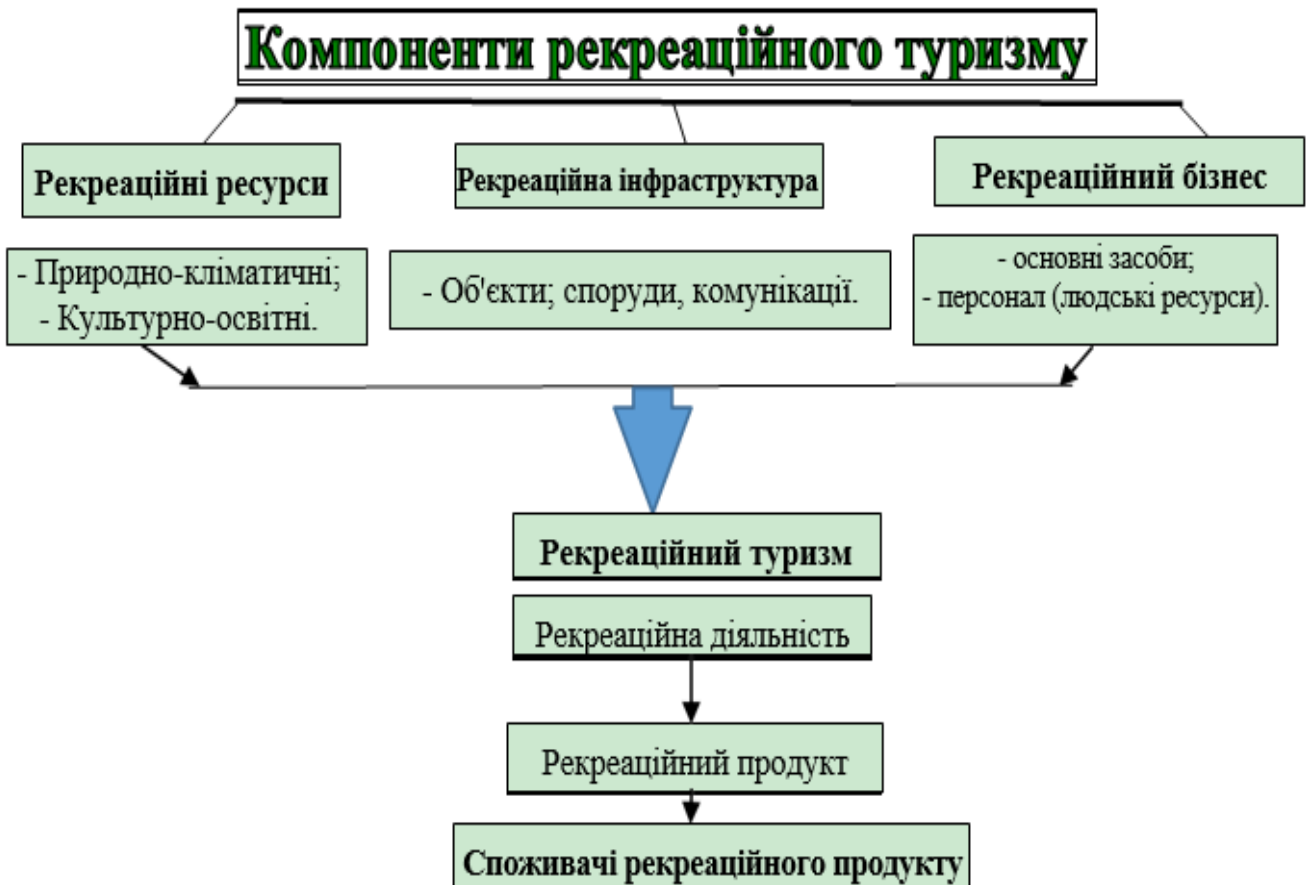 Компоненти рекреаційного туризму
Рекреаційні ресурси
Рекреаційна інфраструктура
Рекреаційний бізнес
- Природно-кліматичні;
- Культурно-освітні.
- Об'єкти; споруди, комунікації.
- основні засоби;
- персонал (людські ресурси).
Рекреаційний туризм
Рекреаційна діяльність
Рекреаційний продукт
Споживачі рекреаційного продукту